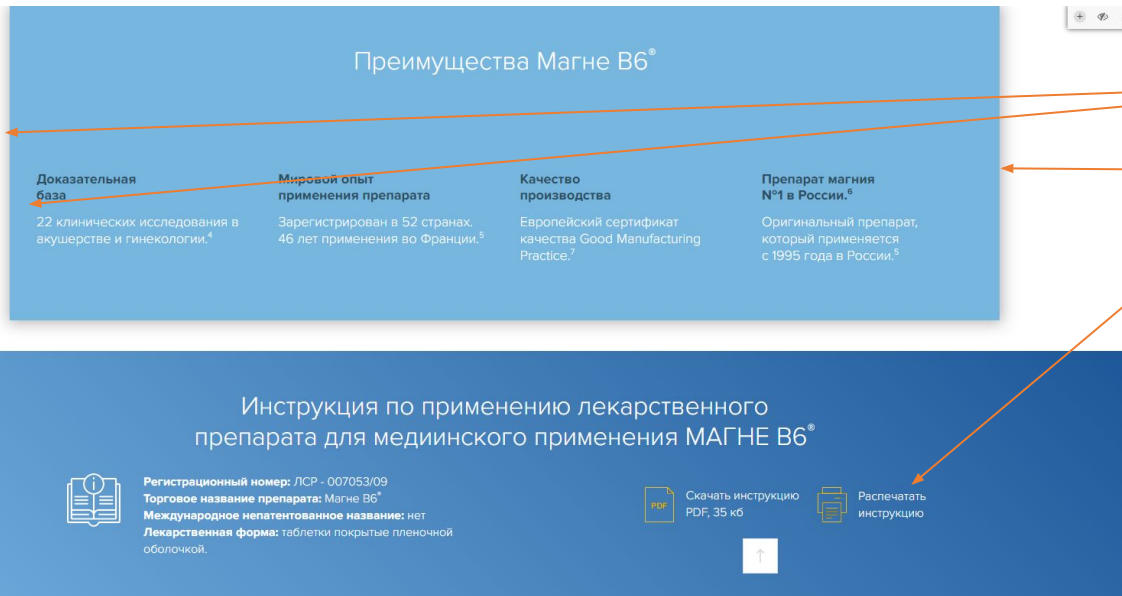 Преимущества Магне B6®
Доказательная
база
22 клинических исследования в
акушерстве и гинекологии.⁴
Мировой опыт
применения препарата
Зарегистрирован в 52 странах.
46 лет применения во Франции.⁵
Качество
производства
Европейский сертификат
качества Good Manufacturing
Practice.⁷
Препарат магния
№1 в России.⁶
Оригинальный препарат,
который применяется
с 1995 года в России.⁵
Инструкция по применению лекарственного
препарата для медиинского применения МАГНЕ B6®
Регистрационный номер: ЛСР - 007053/09
Торговое название препарата: Магне B6®
Международное непатентованное название: нет
Лекарственная форма: таблетки покрытые пленочной
оболочкой.
PDF
Скачать инструкцию
PDF, 35 кб
Распечатать
инструкцию